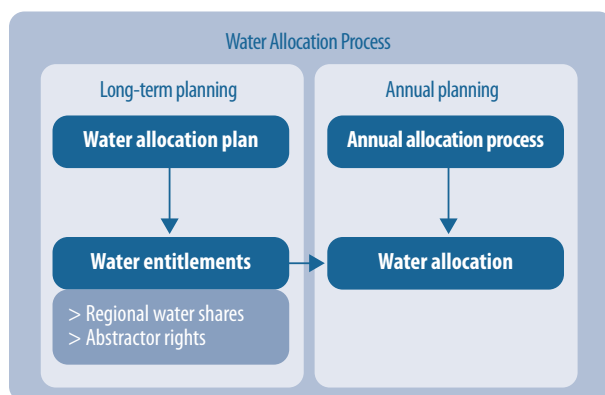 Water Allocation Process
Long-term planning
Annual planning
Water allocation plan
Annual allocation process
Water entitlements
Water allocation
> Regional water shares
> Abstractor rights